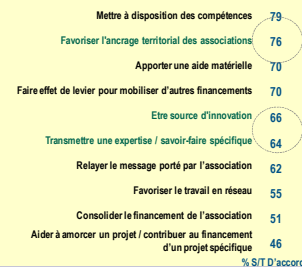 Mettre à disposition des compétences 79
Favoriser l'ancrage territorial des associations 76
Apporter une aide matérielle 70
Faire effet de levier pour mobiliser d'autres financements 70
Etre source d'innovation 66
Transmettre une expertise / savoir-faire spécifique 64
Relayer le message porté par l'association 62
Favoriser le travail en réseau 55
Consolider le financement de l'association 51
Aider à amorcer un projet / contribuer au financement
d'un projet spécifique 46
% S/T D'accord